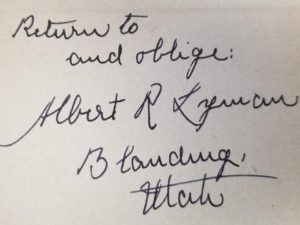 Return to
and oblige:
Albert R Lyman
Blanding,
Utah